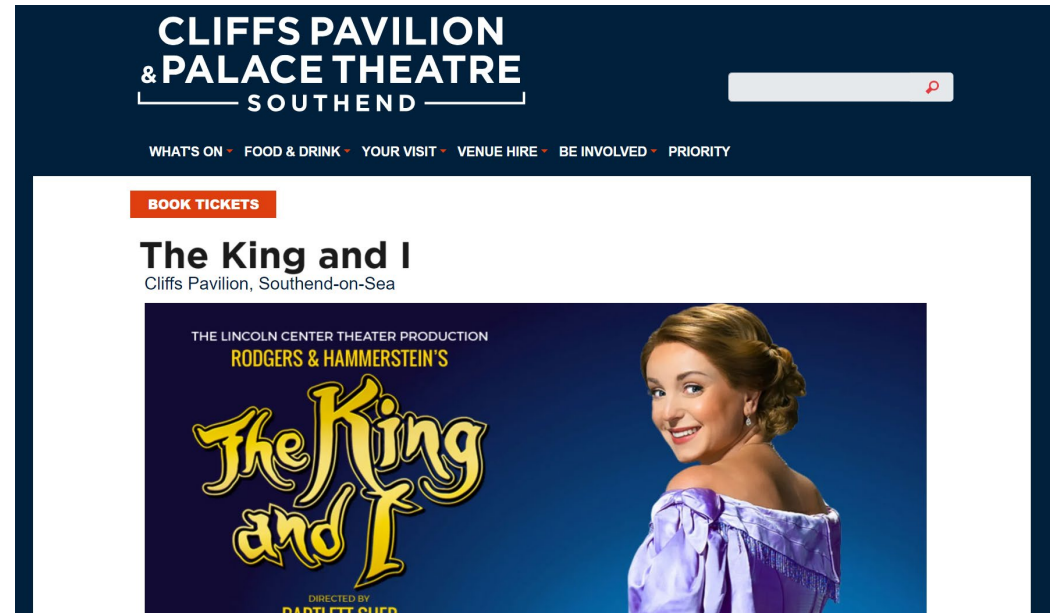 CLIFFS PAVILION
& PALACE THEATRE
SOUTHEND
WHAT'S ON FOOD & DRINK YOUR VISIT VENUE HIRE BE INVOLVED PRIORITY
BOOK TICKETS
The King and I
Cliffs Pavilion, Southend-on-Sea
THE LINCOLN CENTER THEATER PRODUCTION
RODGERS & HAMMERSTEIN'S
The King
and I
DIRECTED BY
BARTLETT SHER